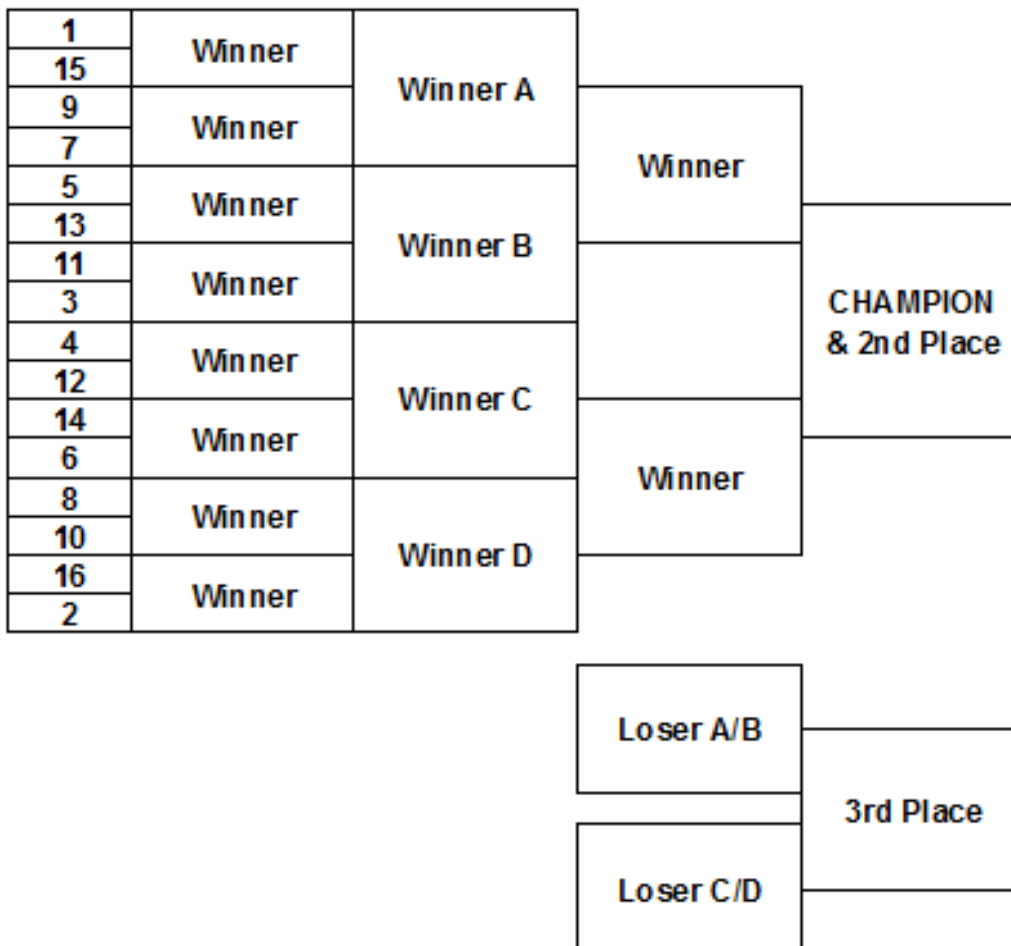 1
15
Winner
9
7
Winner
Winner A
5
13
Winner
11
3
Winner
Winner B
Winner
4
12
Winner
14
6
Winner
Winner C
8
10
Winner
16
2
Winner
Winner D
Winner
CHAMPION
& 2nd Place
Loser A/B
Loser C/D
3rd Place